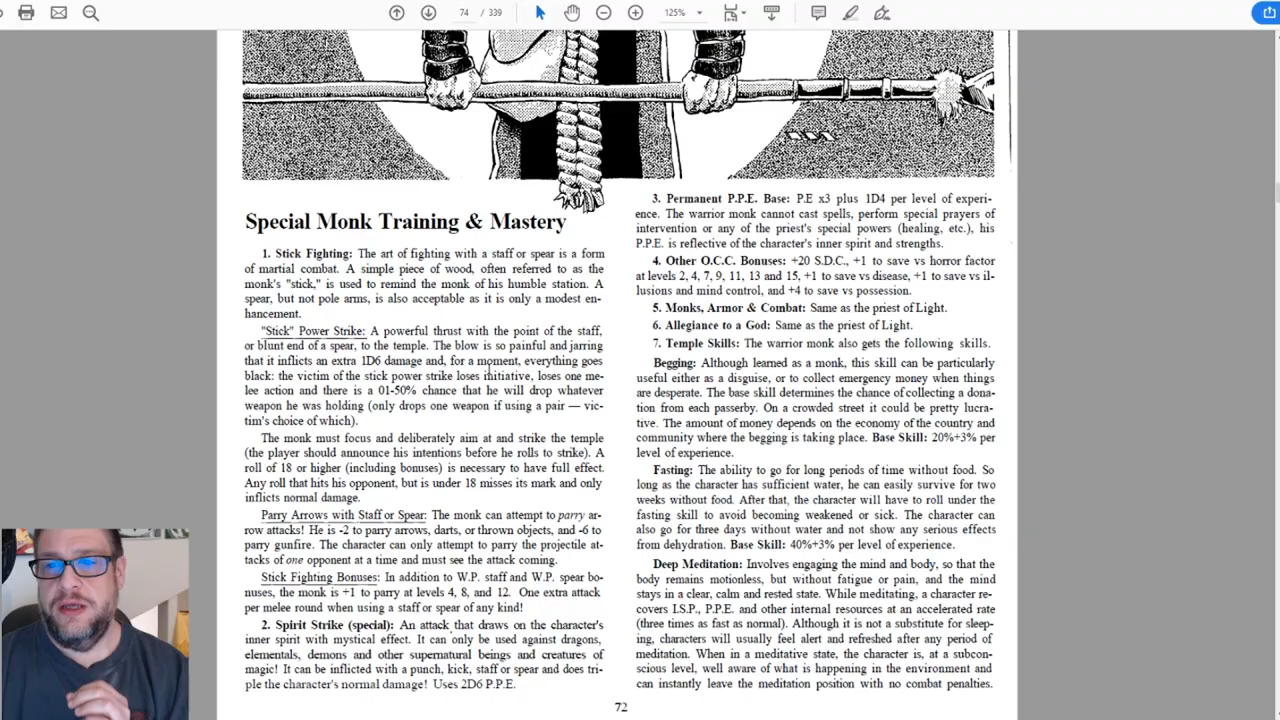 74 / 339
125%
Special Monk Training & Mastery
1. Stick Fighting: The art of fighting with a staff or spear is a form
of martial combat. A simple piece of wood, often referred to as the
monk's "stick," is used to remind the monk of his humble station. A
spear, but not pole arms, is also acceptable as it is only a modest en-
hancement.
"Stick" Power Strike: A powerful thrust with the point of the staff,
or blunt end of a spear, to the temple. The blow is so painful and jarring
that it inflicts an extra 1D6 damage and, for a moment, everything goes
black: the victim of the stick power strike loses initiative, loses one me-
lee action and there is a 01-50% chance that he will drop whatever
weapon he was holding (only drops one weapon if using a pair — vic-
tim's choice of which).
The monk must focus and deliberately aim at and strike the temple
(the player should announce his intentions before he rolls to strike). A
roll of 18 or higher (including bonuses) is necessary to have full effect.
Any roll that hits his opponent, but is under 18 misses its mark and only
inflicts normal damage.
Parry Arrows with Staff or Spear: The monk can attempt to parry ar-
row attacks! He is -2 to parry arrows, darts, or thrown objects, and -6 to
parry gunfire. The character can only attempt to parry the projectile at-
tacks of one opponent at a time and must see the attack coming.
Stick Fighting Bonuses: In addition to W.P. staff and W.P. spear bo-
nuses, the monk is +1 to parry at levels 4, 8, and 12. One extra attack
per melee round when using a staff or spear of any kind!
2. Spirit Strike (special): An attack that draws on the character's
inner spirit with mystical effect. It can only be used against dragons,
elementals, demons and other supernatural beings and creatures of
magic! It can be inflicted with a punch, kick, staff or spear and does tri-
ple the character's normal damage! Uses 2D6 P.P.E.
3. Permanent P.P.E. Base: P.E x3 plus 1D4 per level of experi-
ence. The warrior monk cannot cast spells, perform special prayers of
intervention or any of the priest's special powers (healing, etc.), his
P.P.E. is reflective of the character's inner spirit and strengths.
4. Other O.C.C. Bonuses: +20 S.D.C., +1 to save vs horror factor
at levels 2, 4, 7, 9, 11, 13 and 15, +1 to save vs disease, +1 to save vs il-
lusions and mind control, and +4 to save vs possession.
5. Monks, Armor & Combat: Same as the priest of Light.
6. Allegiance to a God: Same as the priest of Light.
7. Temple Skills: The warrior monk also gets the following skills.
Begging: Although learned as a monk, this skill can be particularly
useful either as a disguise, or to collect emergency money when things
are desperate. The base skill determines the chance of collecting a dona-
tion from each passerby. On a crowded street it could be pretty lucra-
tive. The amount of money depends on the economy of the country and
community where the begging is taking place. Base Skill: 20%+3% per
level of experience.
Fasting: The ability to go for long periods of time without food. So
long as the character has sufficient water, he can easily survive for two
weeks without food. After that, the character will have to roll under the
fasting skill to avoid becoming weakened or sick. The character can
also go for three days without water and not show any serious effects
from dehydration. Base Skill: 40%+3% per level of experience.
Deep Meditation: Involves engaging the mind and body, so that the
body remains motionless, but without fatigue or pain, and the mind
stays in a clear, calm and rested state. While meditating, a character re-
covers I.S.P., P.P.E. and other internal resources at an accelerated rate
(three times as fast as normal). Although it is not a substitute for sleep-
ing, characters will usually feel alert and refreshed after any period of
meditation. When in a meditative state, the character is, at a subcon-
scious level, well aware of what is happening in the environment and
can instantly leave the meditation position with no combat penalties.
72